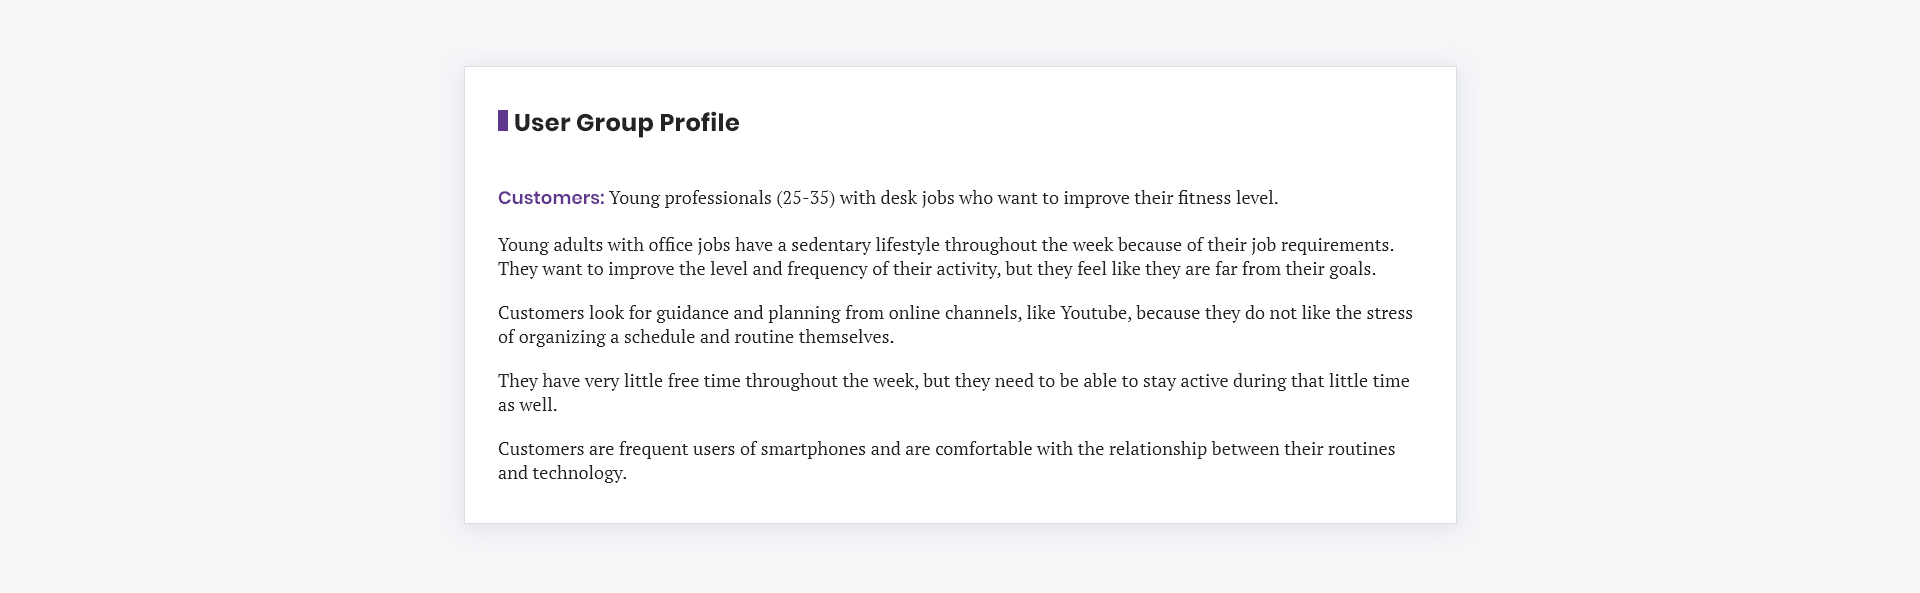 User Group Profile
Customers: Young professionals (25-35) with desk jobs who want to improve their fitness level.
Young adults with office jobs have a sedentary lifestyle throughout the week because of their job requirements.
They want to improve the level and frequency of their activity, but they feel like they are far from their goals.
Customers look for guidance and planning from online channels, like Youtube, because they do not like the stress
of organizing a schedule and routine themselves.
They have very little free time throughout the week, but they need to be able to stay active during that little time
as well.
Customers are frequent users of smartphones and are comfortable with the relationship between their routines
and technology.